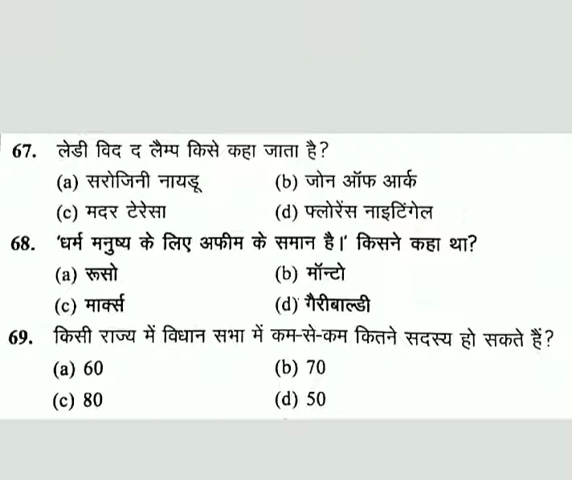 67. लेडी विद द लैम्प किसे कहा जाता है?
(a) सरोजिनी नायडू (b) जोन ऑफ आर्क
(c) मदर टेरेसा (d) फ्लोरेंस नाइटिंगेल
68. 'धर्म मनुष्य के लिए अफीम के समान है।' किसने कहा था?
(a) रूसो (b) मॉन्टो
(c) मार्क्स (d) गैरीबाल्डी
69. किसी राज्य में विधान सभा में कम-से-कम कितने सदस्य हो सकते हैं?
(a) 60 (b) 70
(c) 80 (d) 50